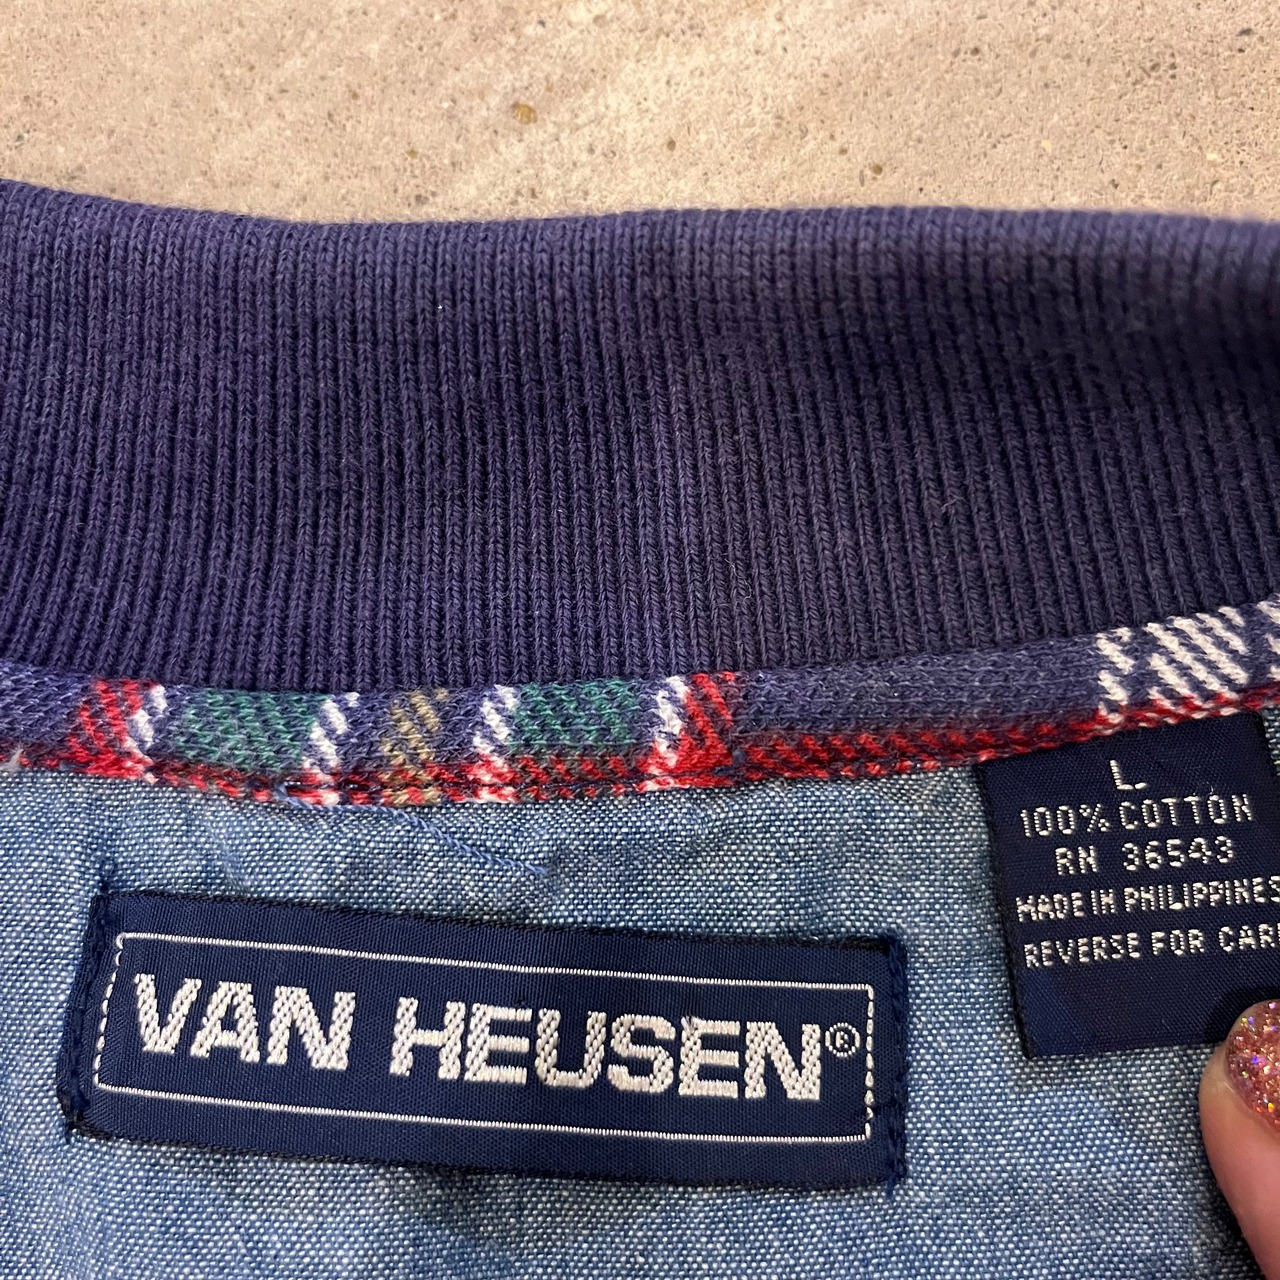 L
100% COTTON
RN 36543
MADE IN PHILIPPINES
REVERSE FOR CAR
VAN HEUSEN®